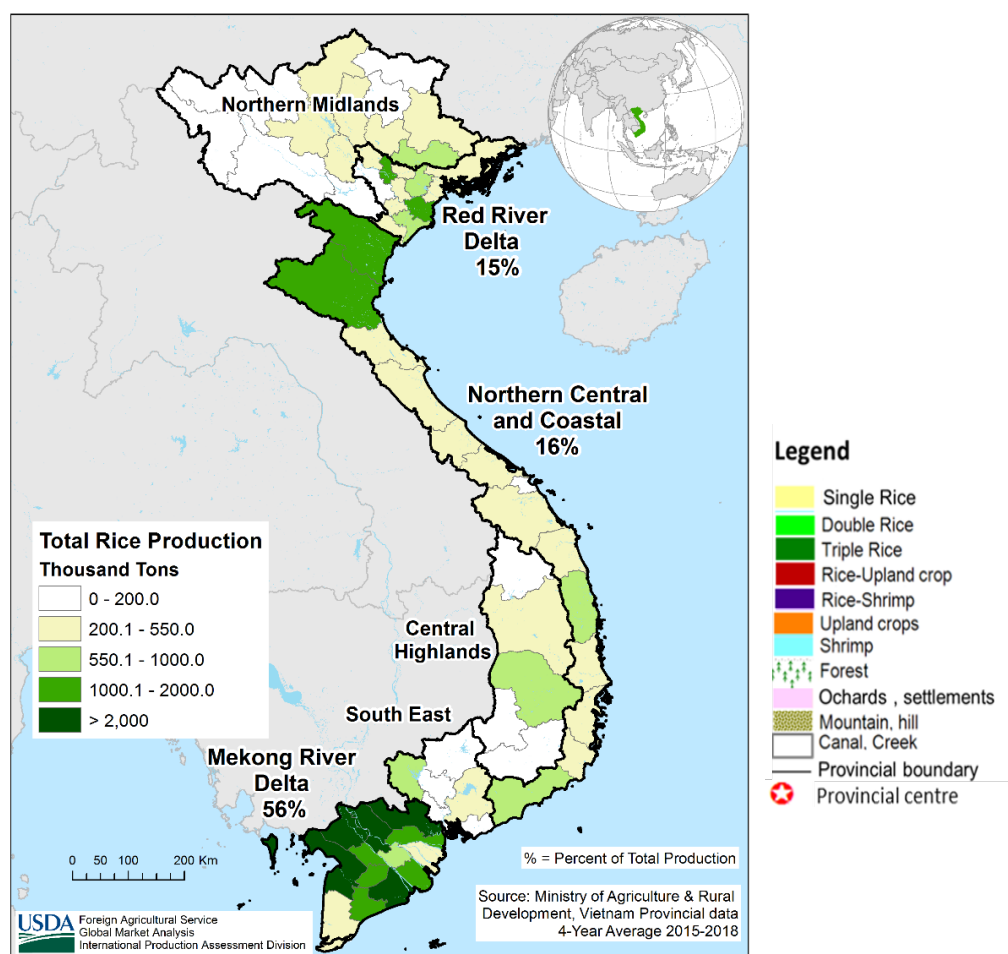 Northern Midlands
Red River
Delta
15%
Northern Central
and Coastal
16%
Legend
Single Rice
Double Rice
Triple Rice
Rice-Upland crop
Rice-Shrimp
Upland crops
Shrimp
Forest
Ochards , settlements
Mountain, hill
Canal, Creek
Provincial boundary
Provincial centre
Total Rice Production
Thousand Tons
0 - 200.0
200.1 - 550.0
550.1 - 1000.0
1000.1 - 2000.0
> 2,000
Central
Highlands
South East
Mekong River
Delta
56%
0 50 100 200 Km
% = Percent of Total Production
Source: Ministry of Agriculture & Rural
Development, Vietnam Provincial data
4-Year Average 2015-2018
USDA
Foreign Agricultural Service
Global Market Analysis
International Production Assessment Division